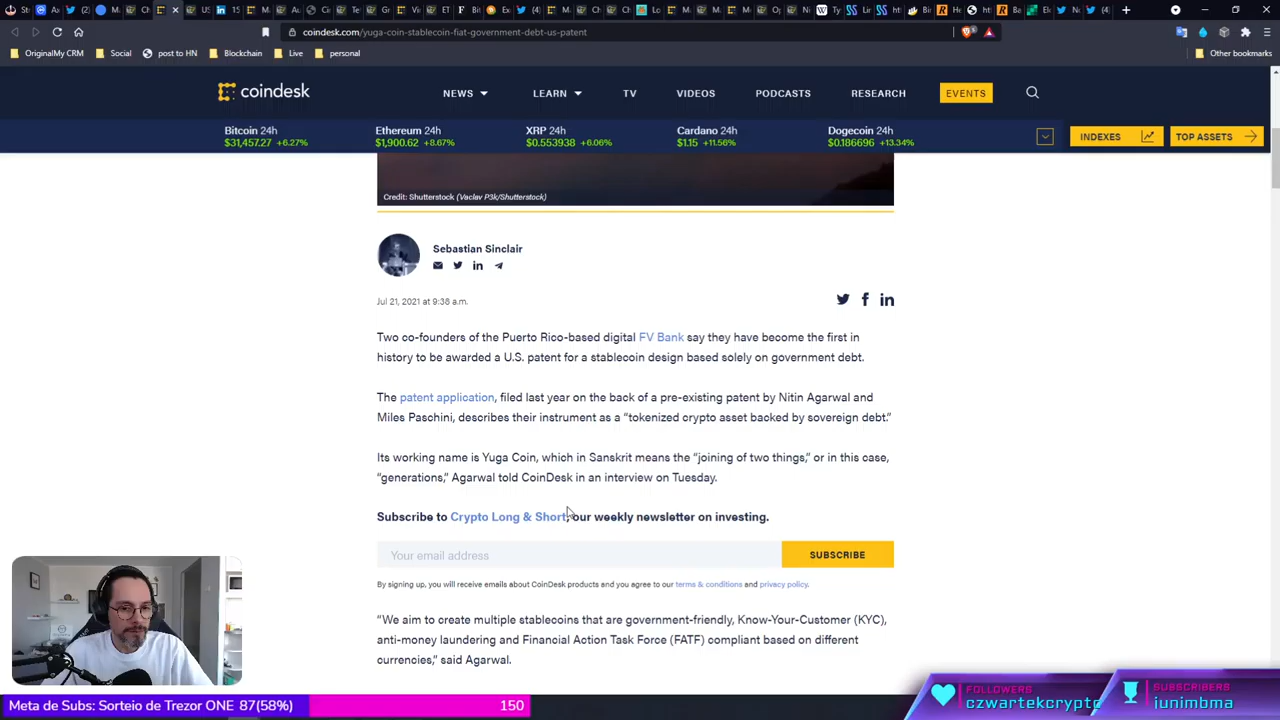 coindesk.com/yuga-coin-stablecoin-fiat-government-debt-us-patent
OriginalMy CRM
Social
post to HN
Blockchain
Live
personal
Other bookmarks
coindesk
NEWS
LEARN
TV
VIDEOS
PODCASTS
RESEARCH
EVENTS
Bitcoin 24h
$31,457.27 +6.27%
Ethereum 24h
$1,900.62 +8.67%
XRP 24h
$0.553938 +6.06%
Cardano 24h
$1.15 +11.56%
Dogecoin 24h
$0.186696 +13.34%
INDEXES
TOP ASSETS
Credit: Shutterstock (Vaclav P3k/Shutterstock)
Sebastian Sinclair
Jul 21, 2021 at 9:38 a.m.
Two co-founders of the Puerto Rico-based digital FV Bank say they have become the first in
history to be awarded a U.S. patent for a stablecoin design based solely on government debt.
The patent application, filed last year on the back of a pre-existing patent by Nitin Agarwal and
Miles Paschini, describes their instrument as a “tokenized crypto asset backed by sovereign debt.”
Its working name is Yuga Coin, which in Sanskrit means the “joining of two things,” or in this case,
“generations,” Agarwal told CoinDesk in an interview on Tuesday.
Subscribe to Crypto Long & Short, our weekly newsletter on investing.
Your email address
SUBSCRIBE
By signing up, you will receive emails about CoinDesk products and you agree to our terms & conditions and privacy policy.
“We aim to create multiple stablecoins that are government-friendly, Know-Your-Customer (KYC),
anti-money laundering and Financial Action Task Force (FATF) compliant based on different
currencies,” said Agarwal.
Meta de Subs: Sorteio de Trezor ONE 87(58%)
150
FOLLOWERS
czwartekcrypto
SUBSCRIBERS
junimbma